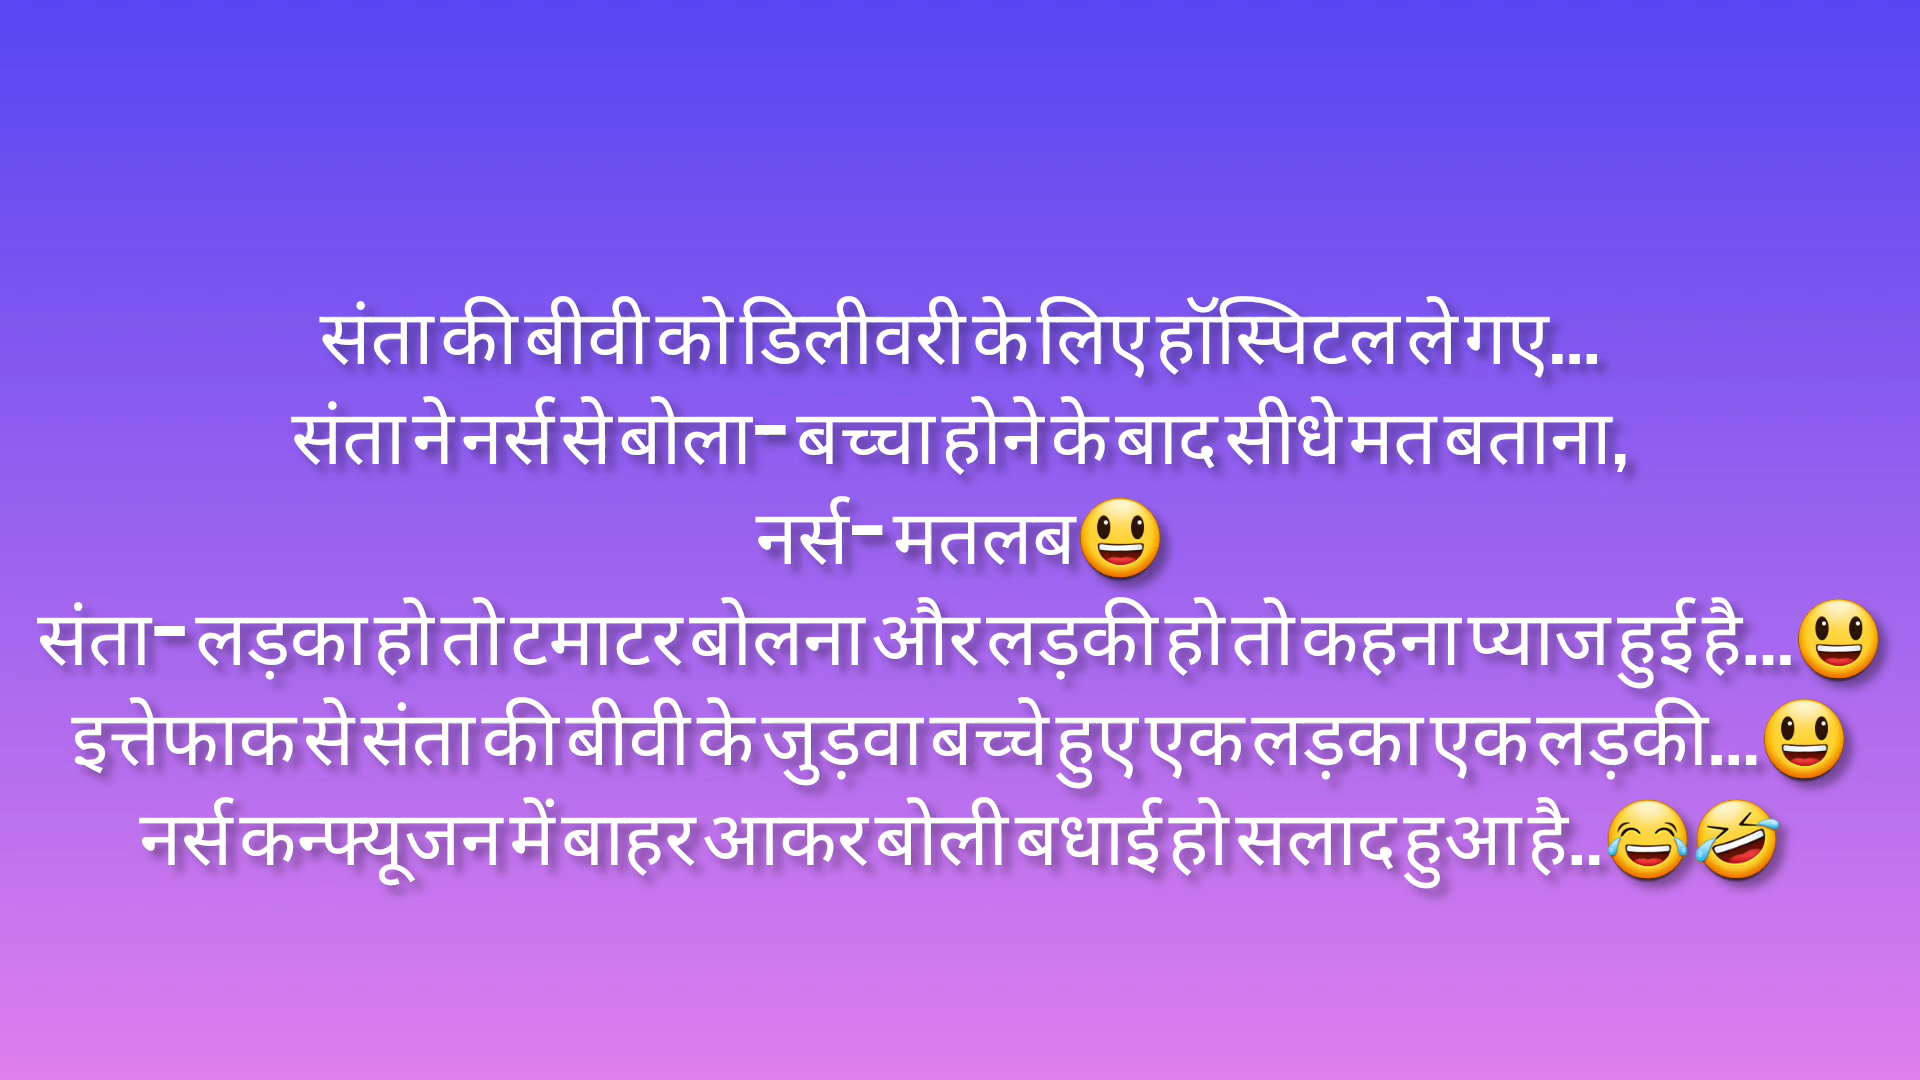 संता की बीवी को डिलीवरी के लिए हॉस्पिटल ले गए...
संता ने नर्स से बोला- बच्चा होने के बाद सीधे मत बताना,
नर्स- मतलब😃
संता- लड़का हो तो टमाटर बोलना और लड़की हो तो कहना प्याज हुई है...😃
इत्तेफाक से संता की बीवी के जुड़वा बच्चे हुए एक लड़का एक लड़की...😃
नर्स कन्फ्यूजन में बाहर आकर बोली बधाई हो सलाद हुआ है..😂🤣